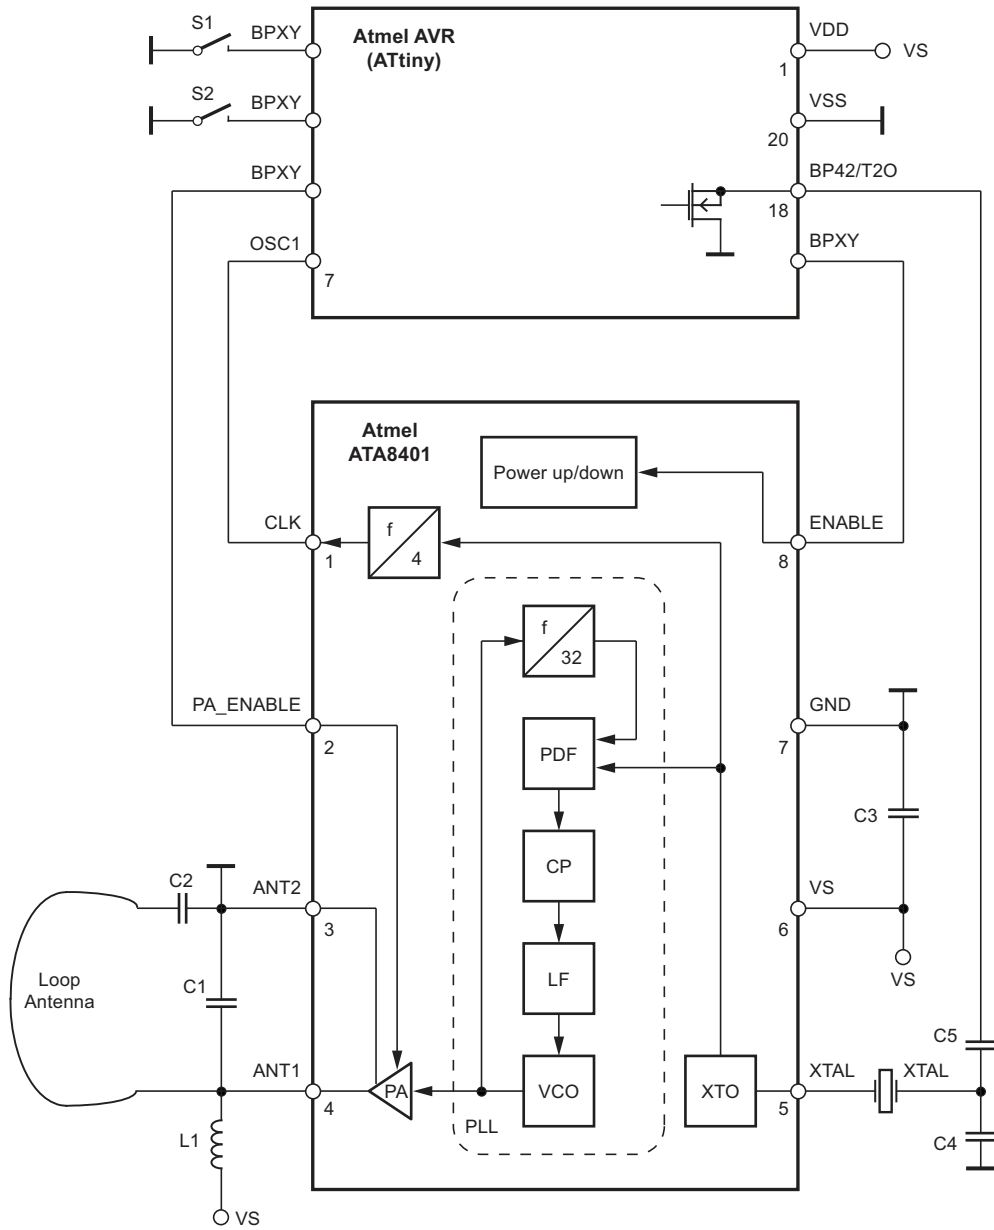 S1
BPXY
Atmel AVR
(ATtiny)
VDD
1
VS
S2
BPXY
VSS
20
BPXY
BP42/T2O
18
OSC1
7
BPXY
Atmel
ATA8401
Power up/down
CLK
1
f
4
ENABLE
8
f
32
PA_ENABLE
2
PDF
GND
7
C3
CP
C2
ANT2
3
VS
6
VS
Loop
Antenna
C1
LF
C5
ANT1
4
PA
VCO
PLL
XTO
XTAL
5
XTAL
C4
L1
VS